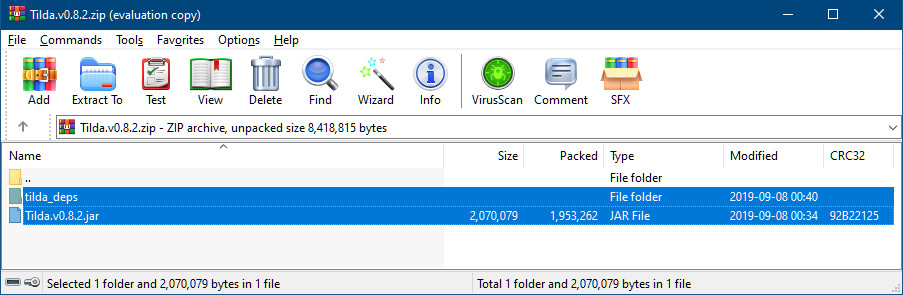 Tilda.v0.8.2.zip (evaluation copy)
File Commands Tools Favorites Options Help
Add Extract To Test View Delete Find Wizard Info VirusScan Comment SFX
Tilda.v0.8.2.zip - ZIP archive, unpacked size 8,418,815 bytes
Name Size Packed Type Modified CRC32
.. File folder
tilda_deps File folder 2019-09-08 00:40
Tilda.v0.8.2.jar 2,070,079 1,953,262 JAR File 2019-09-08 00:34 92B22125
Selected 1 folder and 2,070,079 bytes in 1 file Total 1 folder and 2,070,079 bytes in 1 file